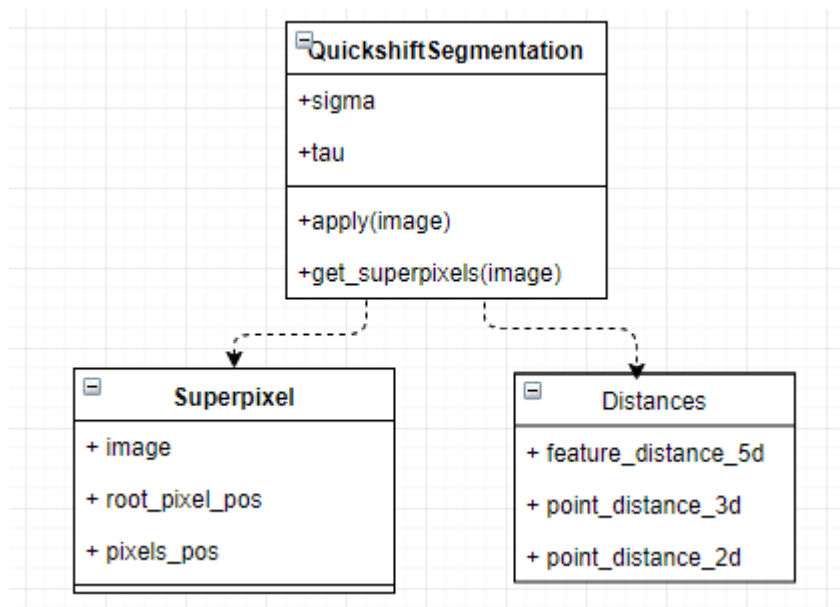 QuickshiftSegmentation
+sigma
+tau
+apply(image)
+get_superpixels(image)
Superpixel
+ image
+ root_pixel_pos
+ pixels_pos
Distances
+ feature_distance_5d
+ point_distance_3d
+ point_distance_2d